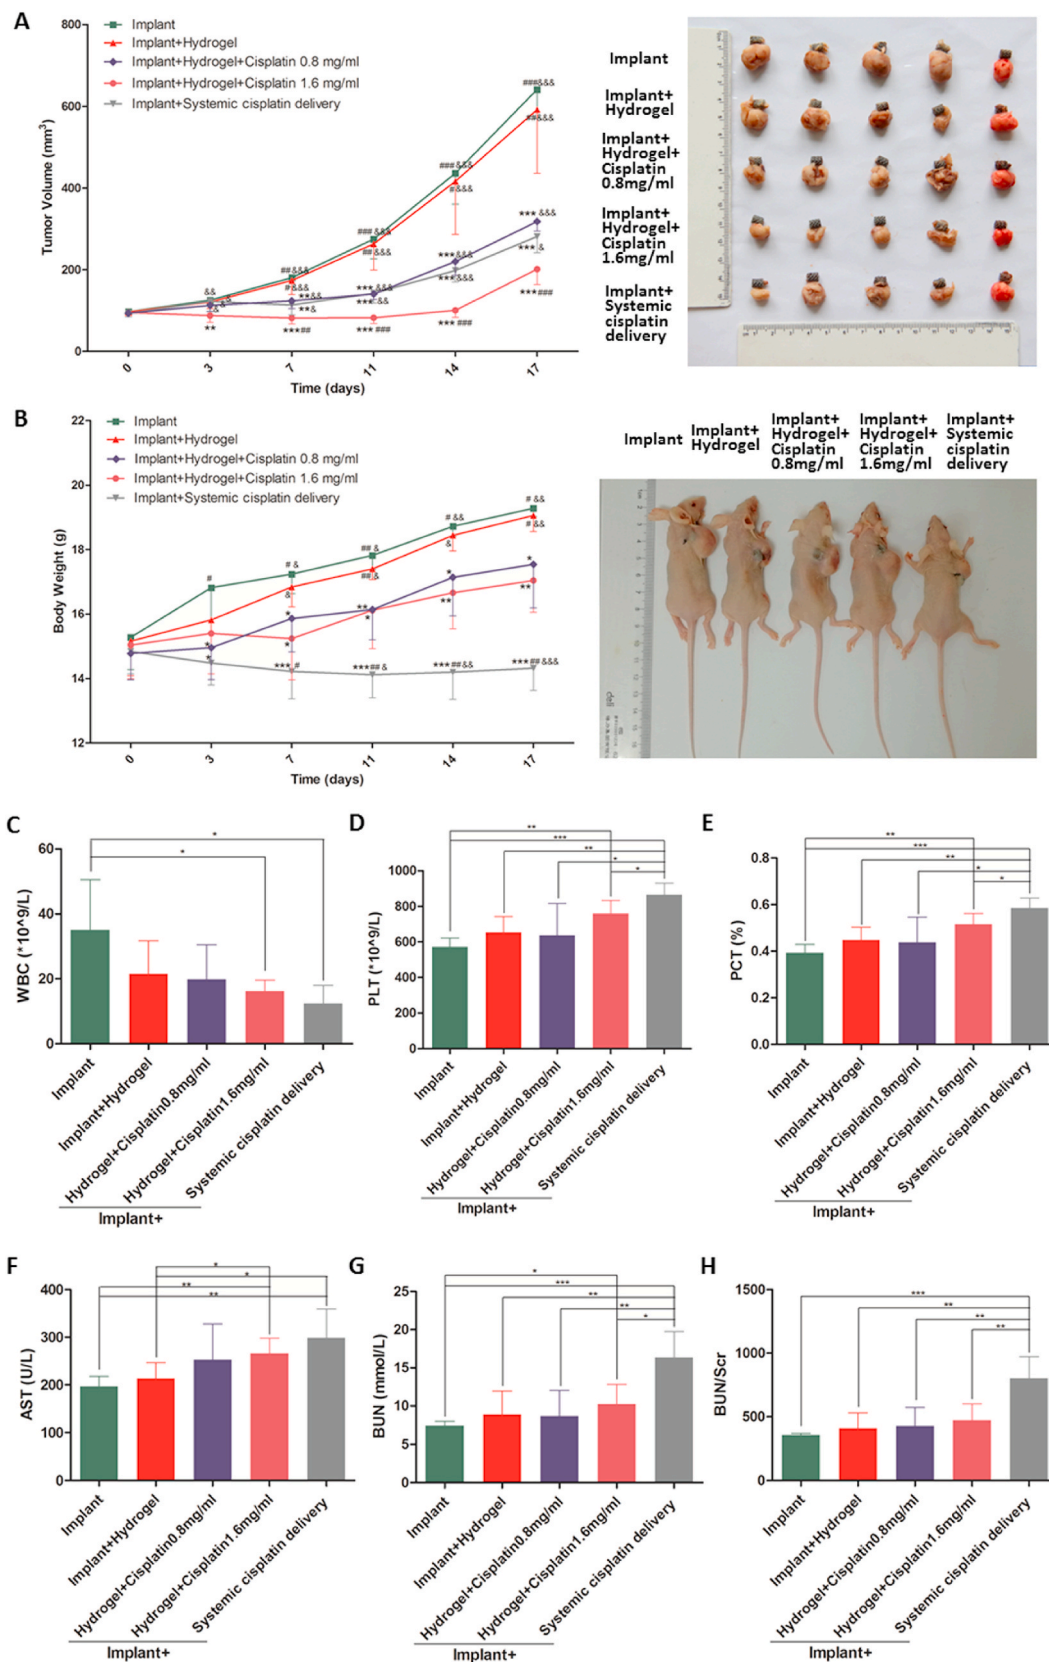 A
Tumor Volume (mm³)
800
600
400
200
0
Implant
Implant+Hydrogel
Implant+Hydrogel+Cisplatin 0.8 mg/ml
Implant+Hydrogel+Cisplatin 1.6 mg/ml
Implant+Systemic cisplatin delivery
0 3 7 11 14 17
Time (days)
Implant
Implant+
Hydrogel
Implant+
Hydrogel+
Cisplatin
0.8mg/ml
Implant+
Hydrogel+
Cisplatin
1.6mg/ml
Implant+
Systemic
cisplatin
delivery
B
Body Weight (g)
22
20
18
16
14
12
Implant
Implant+Hydrogel
Implant+Hydrogel+Cisplatin 0.8 mg/ml
Implant+Hydrogel+Cisplatin 1.6 mg/ml
Implant+Systemic cisplatin delivery
0 3 7 11 14 17
Time (days)
Implant
Implant+
Hydrogel
Implant+
Hydrogel+
Cisplatin
0.8mg/ml
Implant+
Hydrogel+
Cisplatin
1.6mg/ml
Implant+
Systemic
cisplatin
delivery
deli
C
WBC (*10^9/L)
60
40
20
0
* *
Implant
Implant+Hydrogel
Hydrogel+Cisplatin0.8mg/ml
Hydrogel+Cisplatin1.6mg/ml
Systemic cisplatin delivery
Implant+
D
PLT (*10^9/L)
1000
800
600
400
200
0
** *** ** * *
Implant
Implant+Hydrogel
Hydrogel+Cisplatin0.8mg/ml
Hydrogel+Cisplatin1.6mg/ml
Systemic cisplatin delivery
Implant+
E
PCT (%)
0.8
0.6
0.4
0.2
0.0
** *** ** * *
Implant
Implant+Hydrogel
Hydrogel+Cisplatin0.8mg/ml
Hydrogel+Cisplatin1.6mg/ml
Systemic cisplatin delivery
Implant+
F
AST (U/L)
400
300
200
100
0
* * ** **
Implant
Implant+Hydrogel
Hydrogel+Cisplatin0.8mg/ml
Hydrogel+Cisplatin1.6mg/ml
Systemic cisplatin delivery
Implant+
G
BUN (mmol/L)
25
20
15
10
5
0
* *** ** ** *
Implant
Implant+Hydrogel
Hydrogel+Cisplatin0.8mg/ml
Hydrogel+Cisplatin1.6mg/ml
Systemic cisplatin delivery
Implant+
H
BUN/Scr
1500
1000
500
0
*** ** ** **
Implant
Implant+Hydrogel
Hydrogel+Cisplatin0.8mg/ml
Hydrogel+Cisplatin1.6mg/ml
Systemic cisplatin delivery
Implant+